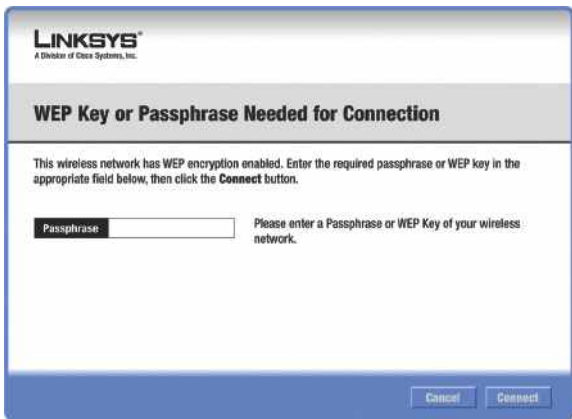 LINKSYS®
A Division of Cisco Systems, Inc.
WEP Key or Passphrase Needed for Connection
This wireless network has WEP encryption enabled. Enter the required passphrase or WEP key in the
appropriate field below, then click the Connect button.
Passphrase
Please enter a Passphrase or WEP Key of your wireless
network.
Cancel
Connect